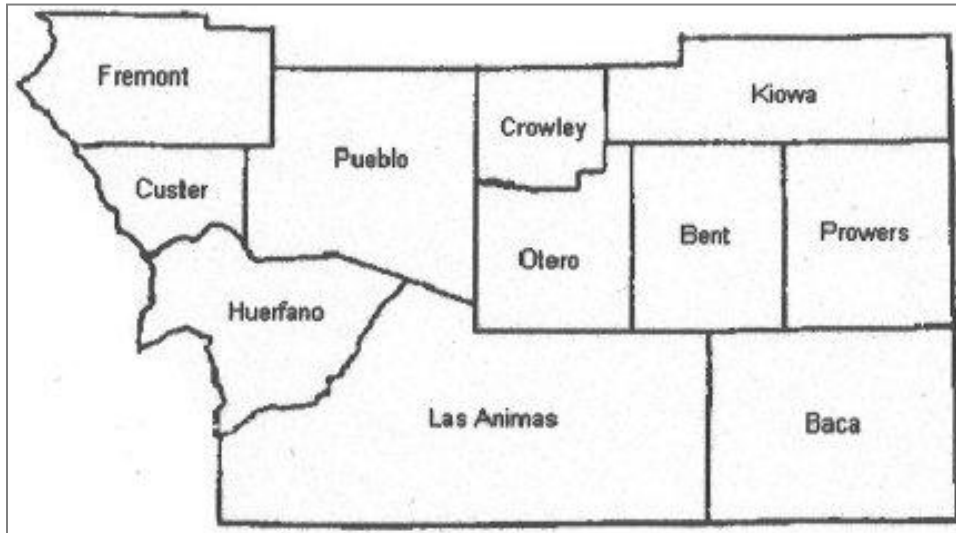 Fremont
Kiowa
Crowley
Pueblo
Custer
Bent
Prowers
Otero
Huerfano
Las Animas
Baca